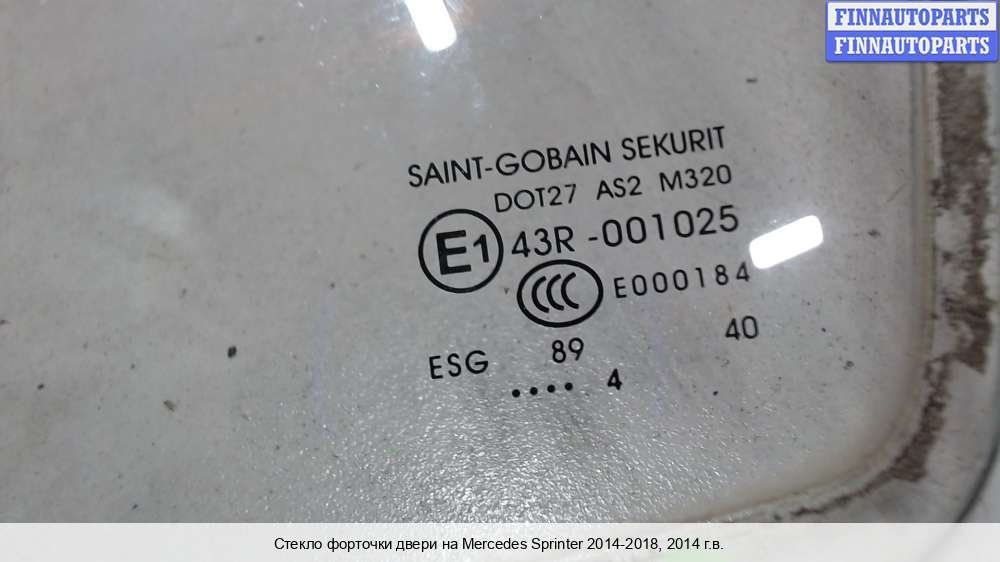 FINNAUTOPARTS
FINNAUTOPARTS
SAINT-GOBAIN SEKURIT
DOT27 AS2 M320
E1 43R -001025
CCC E000184
ESG 89 40
•••• 4
Стекло форточки двери на Mercedes Sprinter 2014-2018, 2014 г.в.